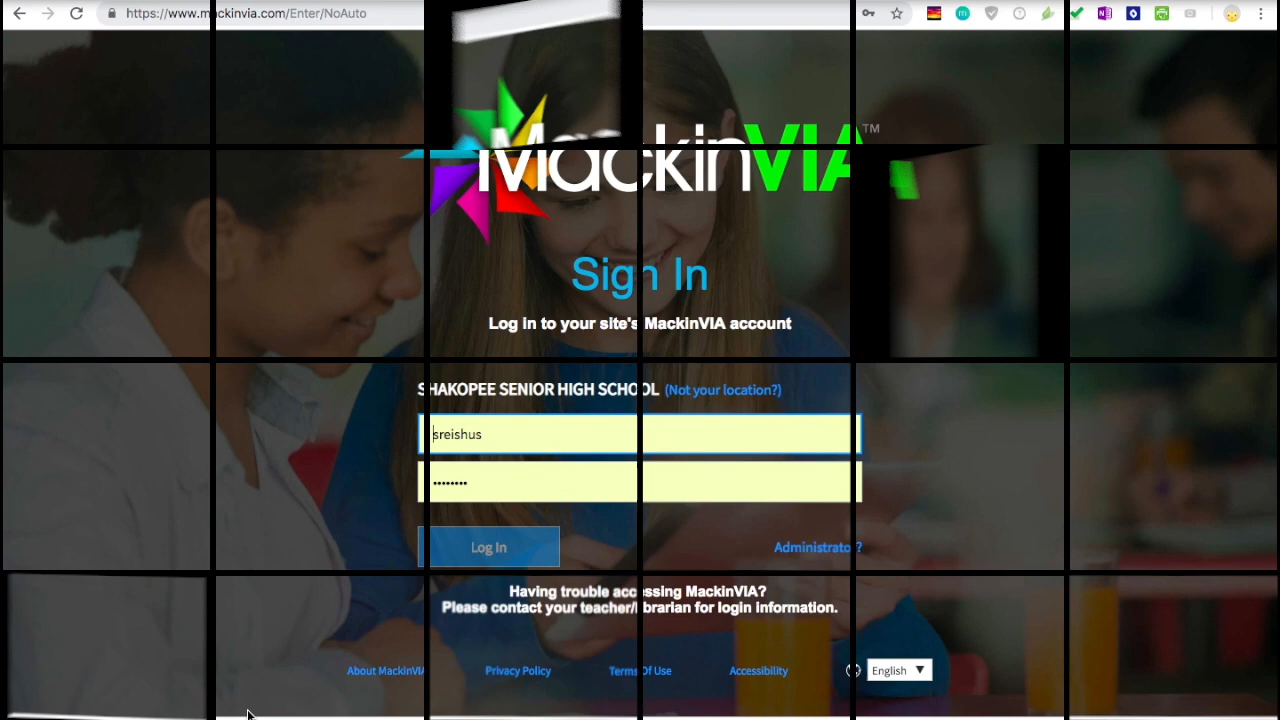 https://www.mackinvia.com/Enter/NoAuto
MackinVIA™
Sign In
Log in to your site's MackinVIA account
SHAKOPEE SENIOR HIGH SCHOOL (Not your location?)
sreishus
••••••••
Log In
Administrator?
Having trouble accessing MackinVIA?
Please contact your teacher/librarian for login information.
About MackinVIA Privacy Policy Terms Of Use Accessibility English